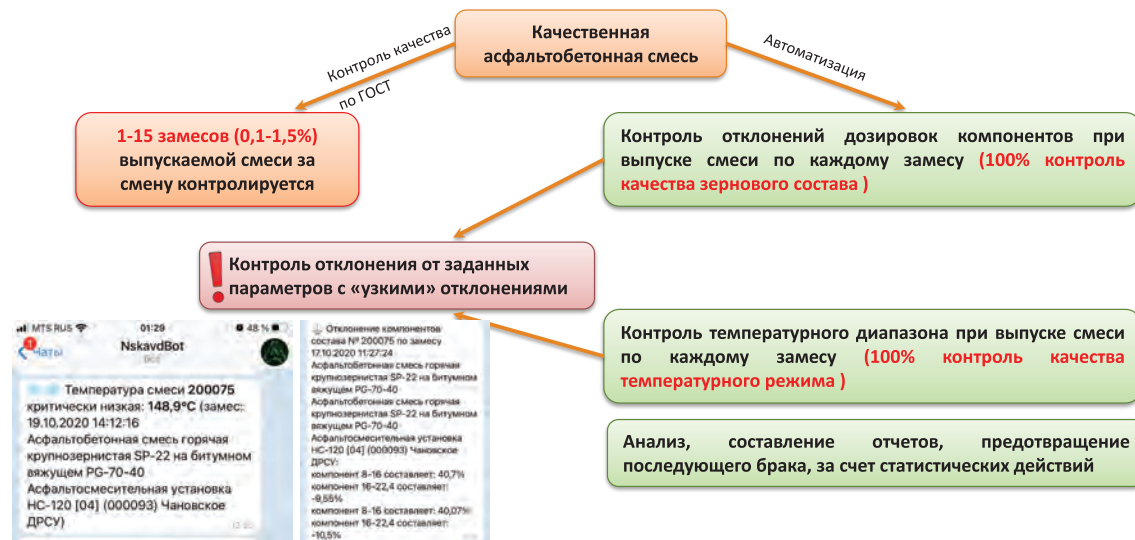 Качественная
асфальтобетонная смесь
Контроль качества
по ГОСТ
Автоматизация
1-15 замесов (0,1-1,5%)
выпускаемой смеси за
смену контролируется
Контроль отклонений дозировок компонентов при
выпуске смеси по каждому замесу (100% контроль
качества зернового состава )
Контроль отклонения от заданных
параметров с «узкими» отклонениями
Контроль температурного диапазона при выпуске смеси
по каждому замесу (100% контроль качества
температурного режима )
Анализ, составление отчетов, предотвращение
последующего брака, за счет статистических действий
MTS RUS 01:29 48 %
1
Чаты NskavdBot
Бот
Температура смеси 200075
критически низкая: 148,9°C (замес:
19.10.2020 14:12:16
Асфальтобетонная смесь горячая
крупнозернистая SP-22 на битумном
вяжущем PG-70-40
Асфальтосмесительная установка
НС-120 [04] (000093) Чановское
ДРСУ)
Отклонение компонентов
состава № 200075 по замесу
17.10.2020 11:27:24
Асфальтобетонная смесь горячая
крупнозернистая SP-22 на битумном
вяжущем PG-70-40
Асфальтобетонная смесь горячая
крупнозернистая SP-22 на битумном
вяжущем PG-70-40
Асфальтосмесительная установка
НС-120 [04] (000093) Чановское
ДРСУ:
компонент 8-16 составляет: 40,7%
компонент 16-22,4 составляет:
-9,55%
компонент 8-16 составляет: 40,07%
компонент 16-22,4 составляет:
-10,5%